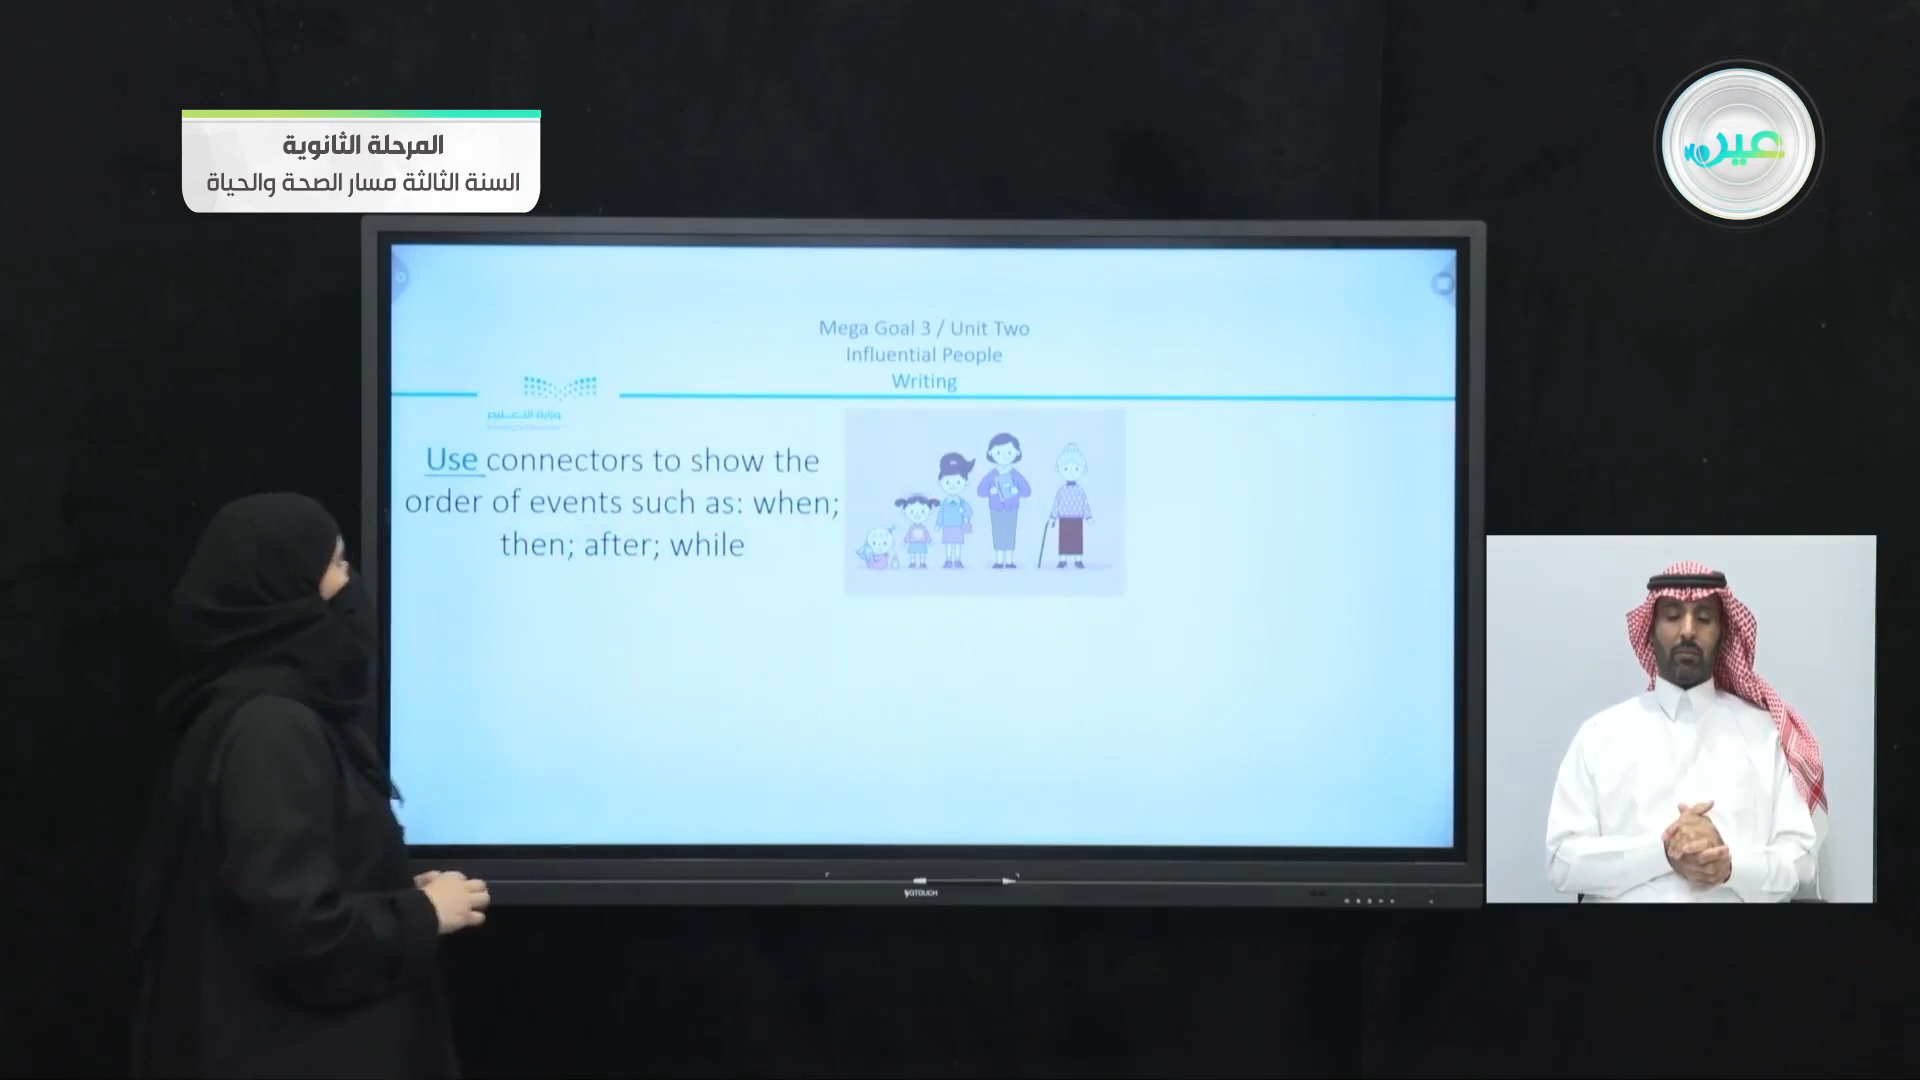 المرحلة الثانوية
السنة الثالثة مسار الصحة والحياة
عين
Mega Goal 3 / Unit Two
Influential People
Writing
وزارة التعليم
Use connectors to show the
order of events such as: when;
then; after; while